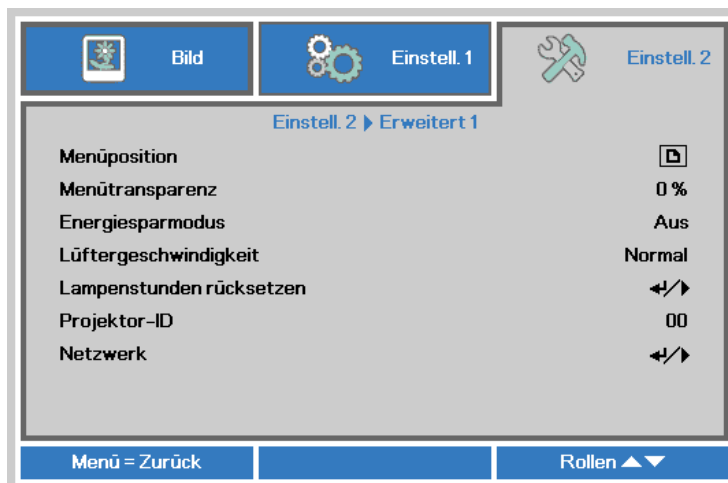 Bild
Einstell. 1
Einstell. 2
Einstell. 2 ▶ Erweitert 1
Menüposition
Menütransparenz 0 %
Energiesparmodus Aus
Lüftergeschwindigkeit Normal
Lampenstunden rücksetzen ↵/▶
Projektor-ID 00
Netzwerk ↵/▶
Menü = Zurück
Rollen ▲▼